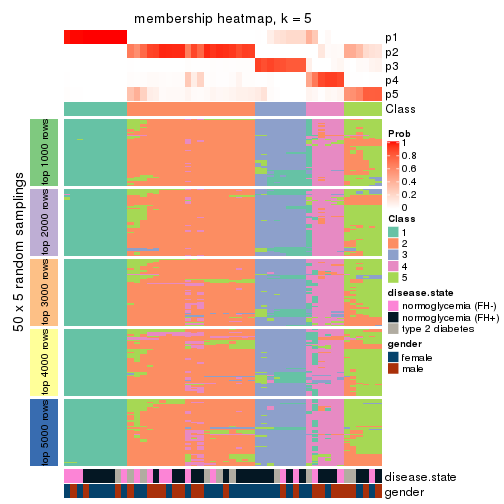 membership heatmap, k = 5
p1
p2
p3
p4
p5
Class
50 x 5 random samplings
top 1000 rows
top 2000 rows
top 3000 rows
top 4000 rows
top 5000 rows
Prob
1
0.8
0.6
0.4
0.2
0
Class
1
2
3
4
5
disease.state
normoglycemia (FH-)
normoglycemia (FH+)
type 2 diabetes
gender
female
male
disease.state
gender